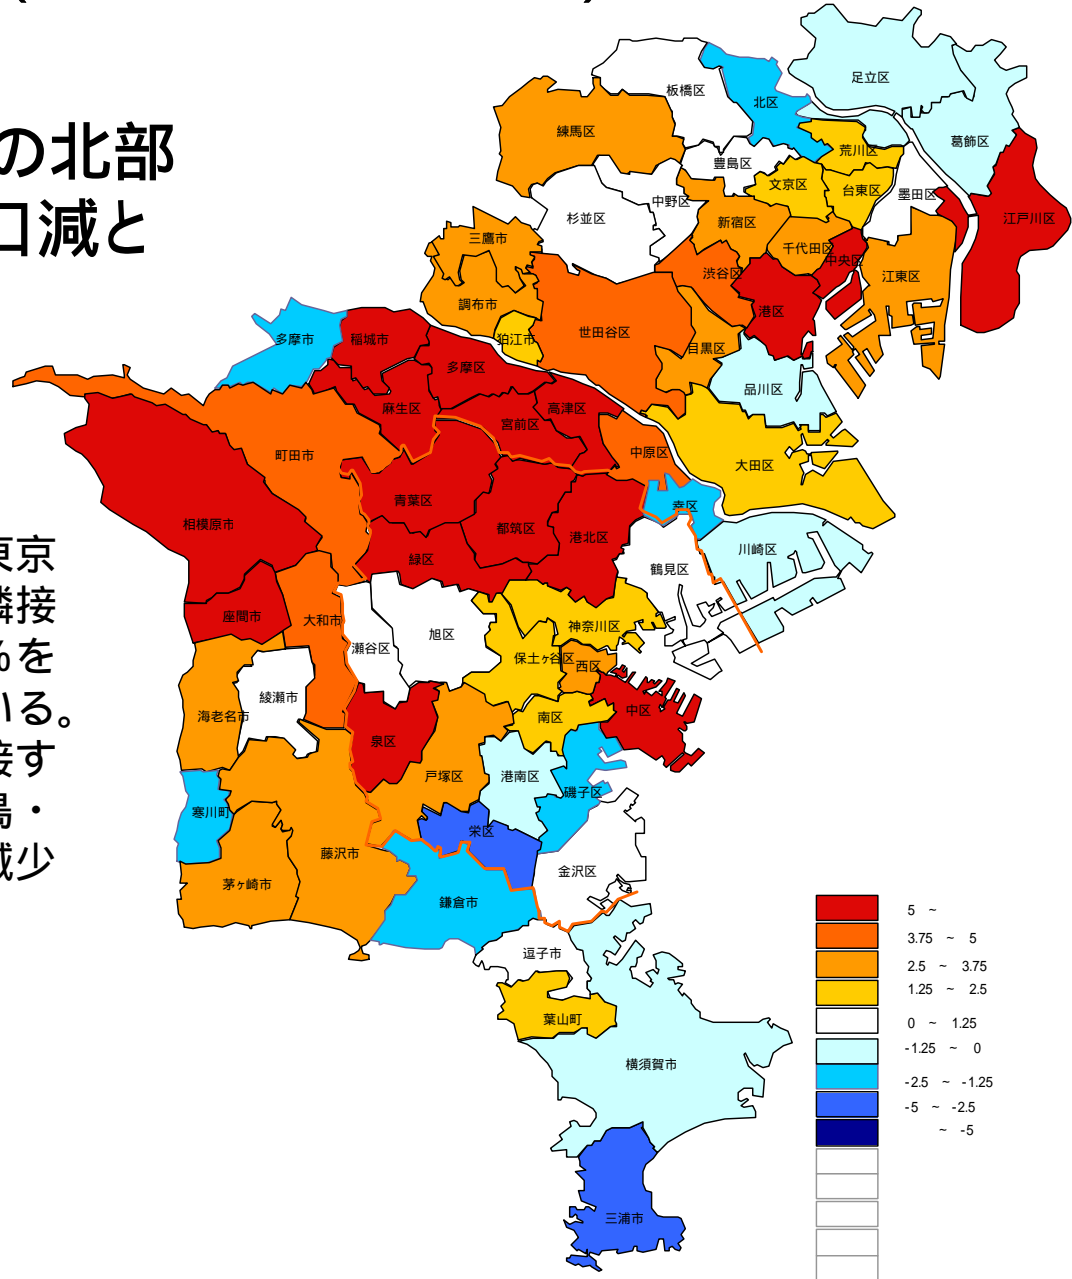 の北部
口減と
東京
隣接
%を
いる。
接す
島・
減少
足立区
板橋区
北区
練馬区
葛飾区
荒川区
豊島区
文京区
台東区
墨田区
中野区
杉並区
新宿区
江戸川区
三鷹市
千代田区
中央区
渋谷区
江東区
調布市
港区
世田谷区
狛江市
多摩市
稲城市
目黒区
多摩区
品川区
麻生区
高津区
宮前区
中原区
町田市
大田区
青葉区
幸区
相模原市
都筑区
港北区
川崎区
緑区
鶴見区
座間市
大和市
神奈川区
旭区
瀬谷区
保土ヶ谷区
西区
綾瀬市
海老名市
南区
中区
泉区
戸塚区
港南区
磯子区
寒川町
栄区
藤沢市
金沢区
茅ヶ崎市
鎌倉市
逗子市
葉山町
横須賀市
三浦市
5 ~
3.75 ~ 5
2.5 ~ 3.75
1.25 ~ 2.5
0 ~ 1.25
-1.25 ~ 0
-2.5 ~ -1.25
-5 ~ -2.5
~ -5